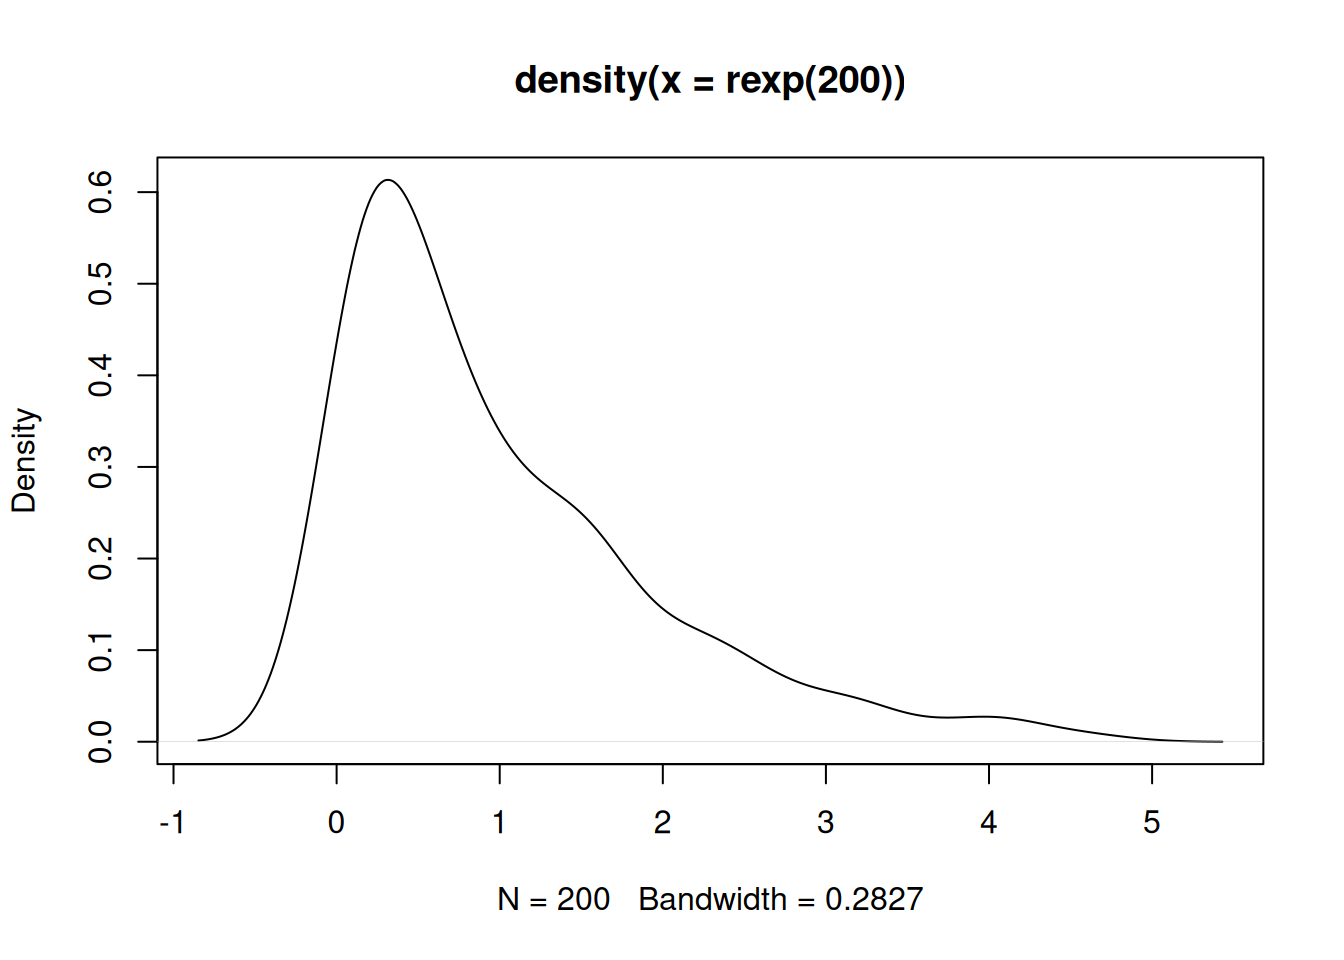 density(x = rexp(200))
Density
0.6
0.5
0.4
0.3
0.2
0.1
0.0
-1 0 1 2 3 4 5
N = 200 Bandwidth = 0.2827